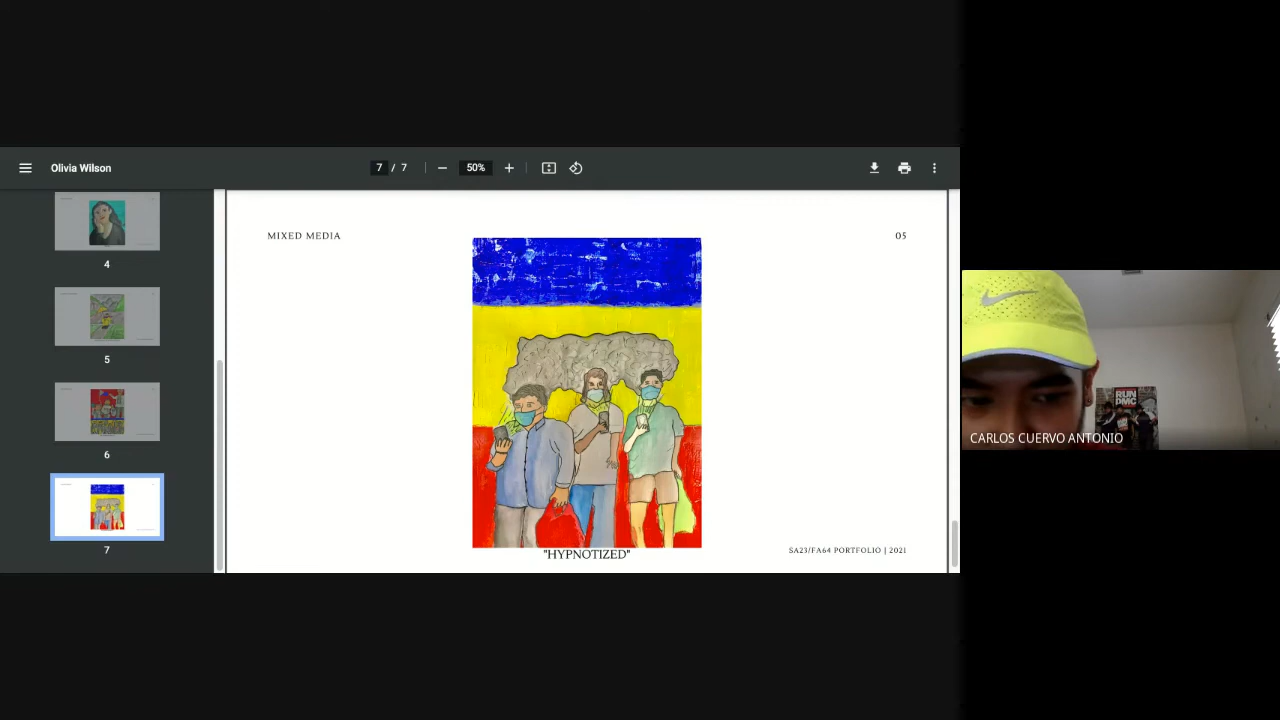 Olivia Wilson
7 / 7
50%
4
5
6
7
MIXED MEDIA
05
"HYPNOTIZED"
SA23/FA64 PORTFOLIO | 2021
RUN
DMC
CARLOS CUERVO ANTONIO